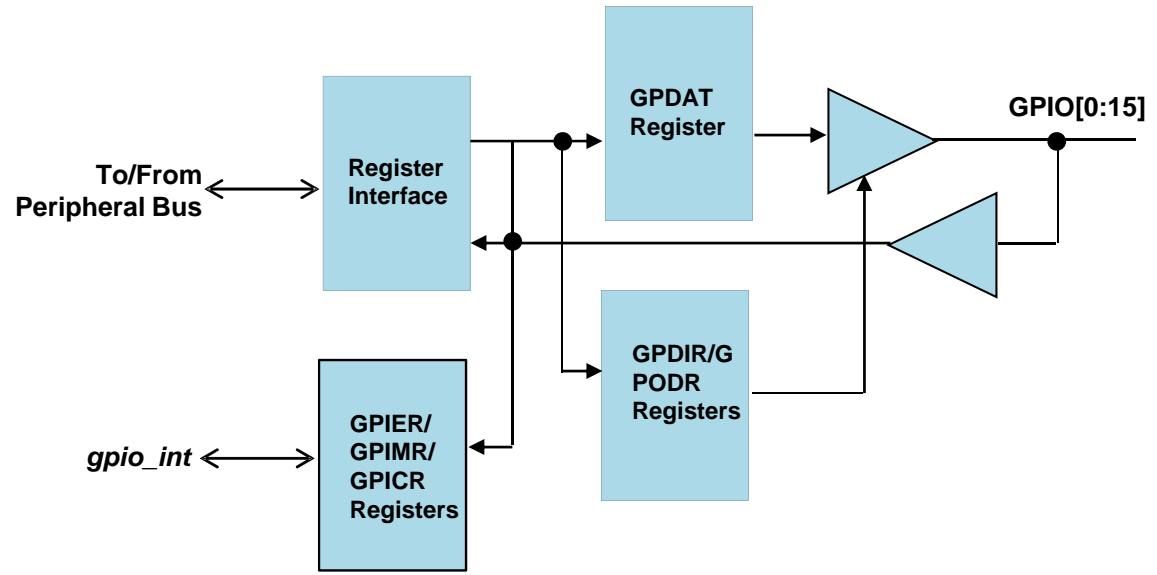 GPDAT
Register
GPIO[0:15]
To/From
Peripheral Bus
Register
Interface
GPDIR/G
PODR
Registers
gpio_int
GPIER/
GPIMR/
GPICR
Registers